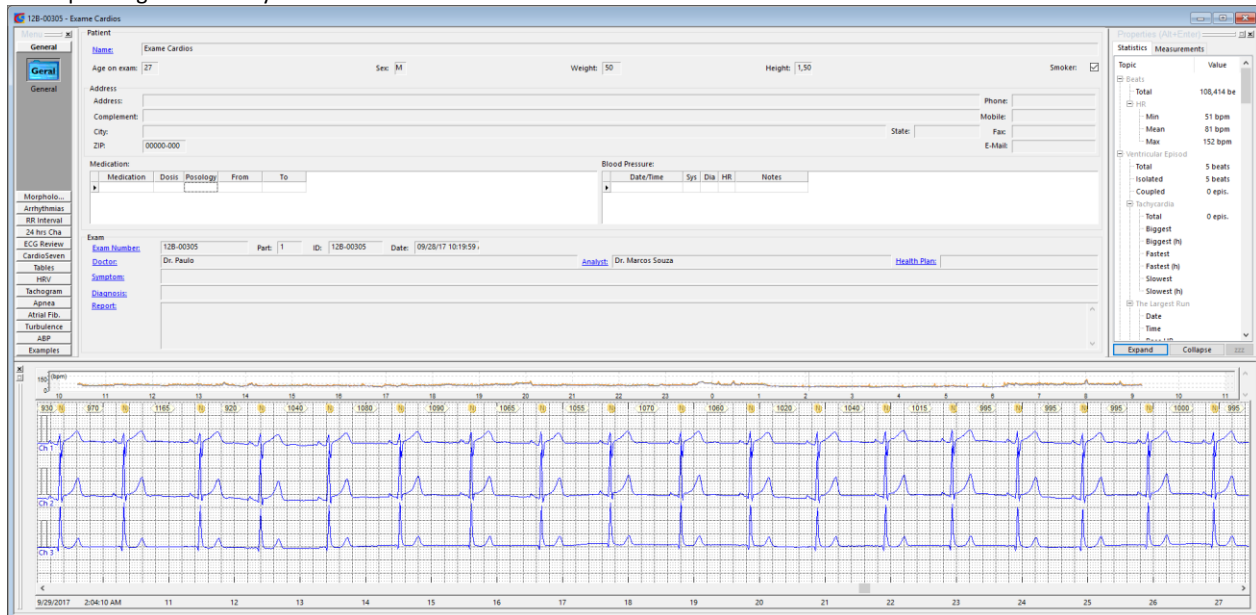 12B-00305 - Exame Cardios
Menu
General
Geral
General
Morpholo...
Arrhythmias
RR Interval
24 hrs Cha
ECG Review
CardioSeven
Tables
HRV
Tachogram
Apnea
Atrial Fib.
Turbulence
ABP
Examples
Patient
Name: Exame Cardios
Age on exam: 27 Sex: M Weight: 50 Height: 1,50 Smoker:
Address
Address: Phone:
Complement: Mobile:
City: State: Fax:
ZIP: 00000-000 E-Mail:
Medication: Blood Pressure:
Medication Dosis Posology From To Date/Time Sys Dia HR Notes
Exam
Exam Number: 12B-00305 Part: 1 ID: 12B-00305 Date: 09/28/17 10:19:59
Doctor: Dr. Paulo Analyst: Dr. Marcos Souza Health Plan:
Symptom:
Diagnosis:
Report:
Properties (Alt+Enter)
Statistics Measurements
Topic Value
Beats
Total 108,414 be
HR
Min 51 bpm
Mean 81 bpm
Max 152 bpm
Ventricular Episod
Total 5 beats
Isolated 5 beats
Coupled 0 epis.
Tachycardia
Total 0 epis.
Biggest
Biggest (h)
Fastest
Fastest (h)
Slowest
Slowest (h)
The Largest Run
Date
Time
Expand Collapse
150 (bpm)
0
10 11 12 13 14 15 16 17 18 19 20 21 22 23 0 1 2 3 4 5 6 7 8 9 10 11
930 N 970 N 1165 N 920 N 1040 N 1080 N 1090 N 1065 N 1055 N 1070 N 1060 N 1020 N 1040 N 1015 N 995 N 995 N 995 N 1000 N 995
Ch 1
Ch 2
Ch 3
9/29/2017 2:04:10 AM 11 12 13 14 15 16 17 18 19 20 21 22 23 24 25 26 27